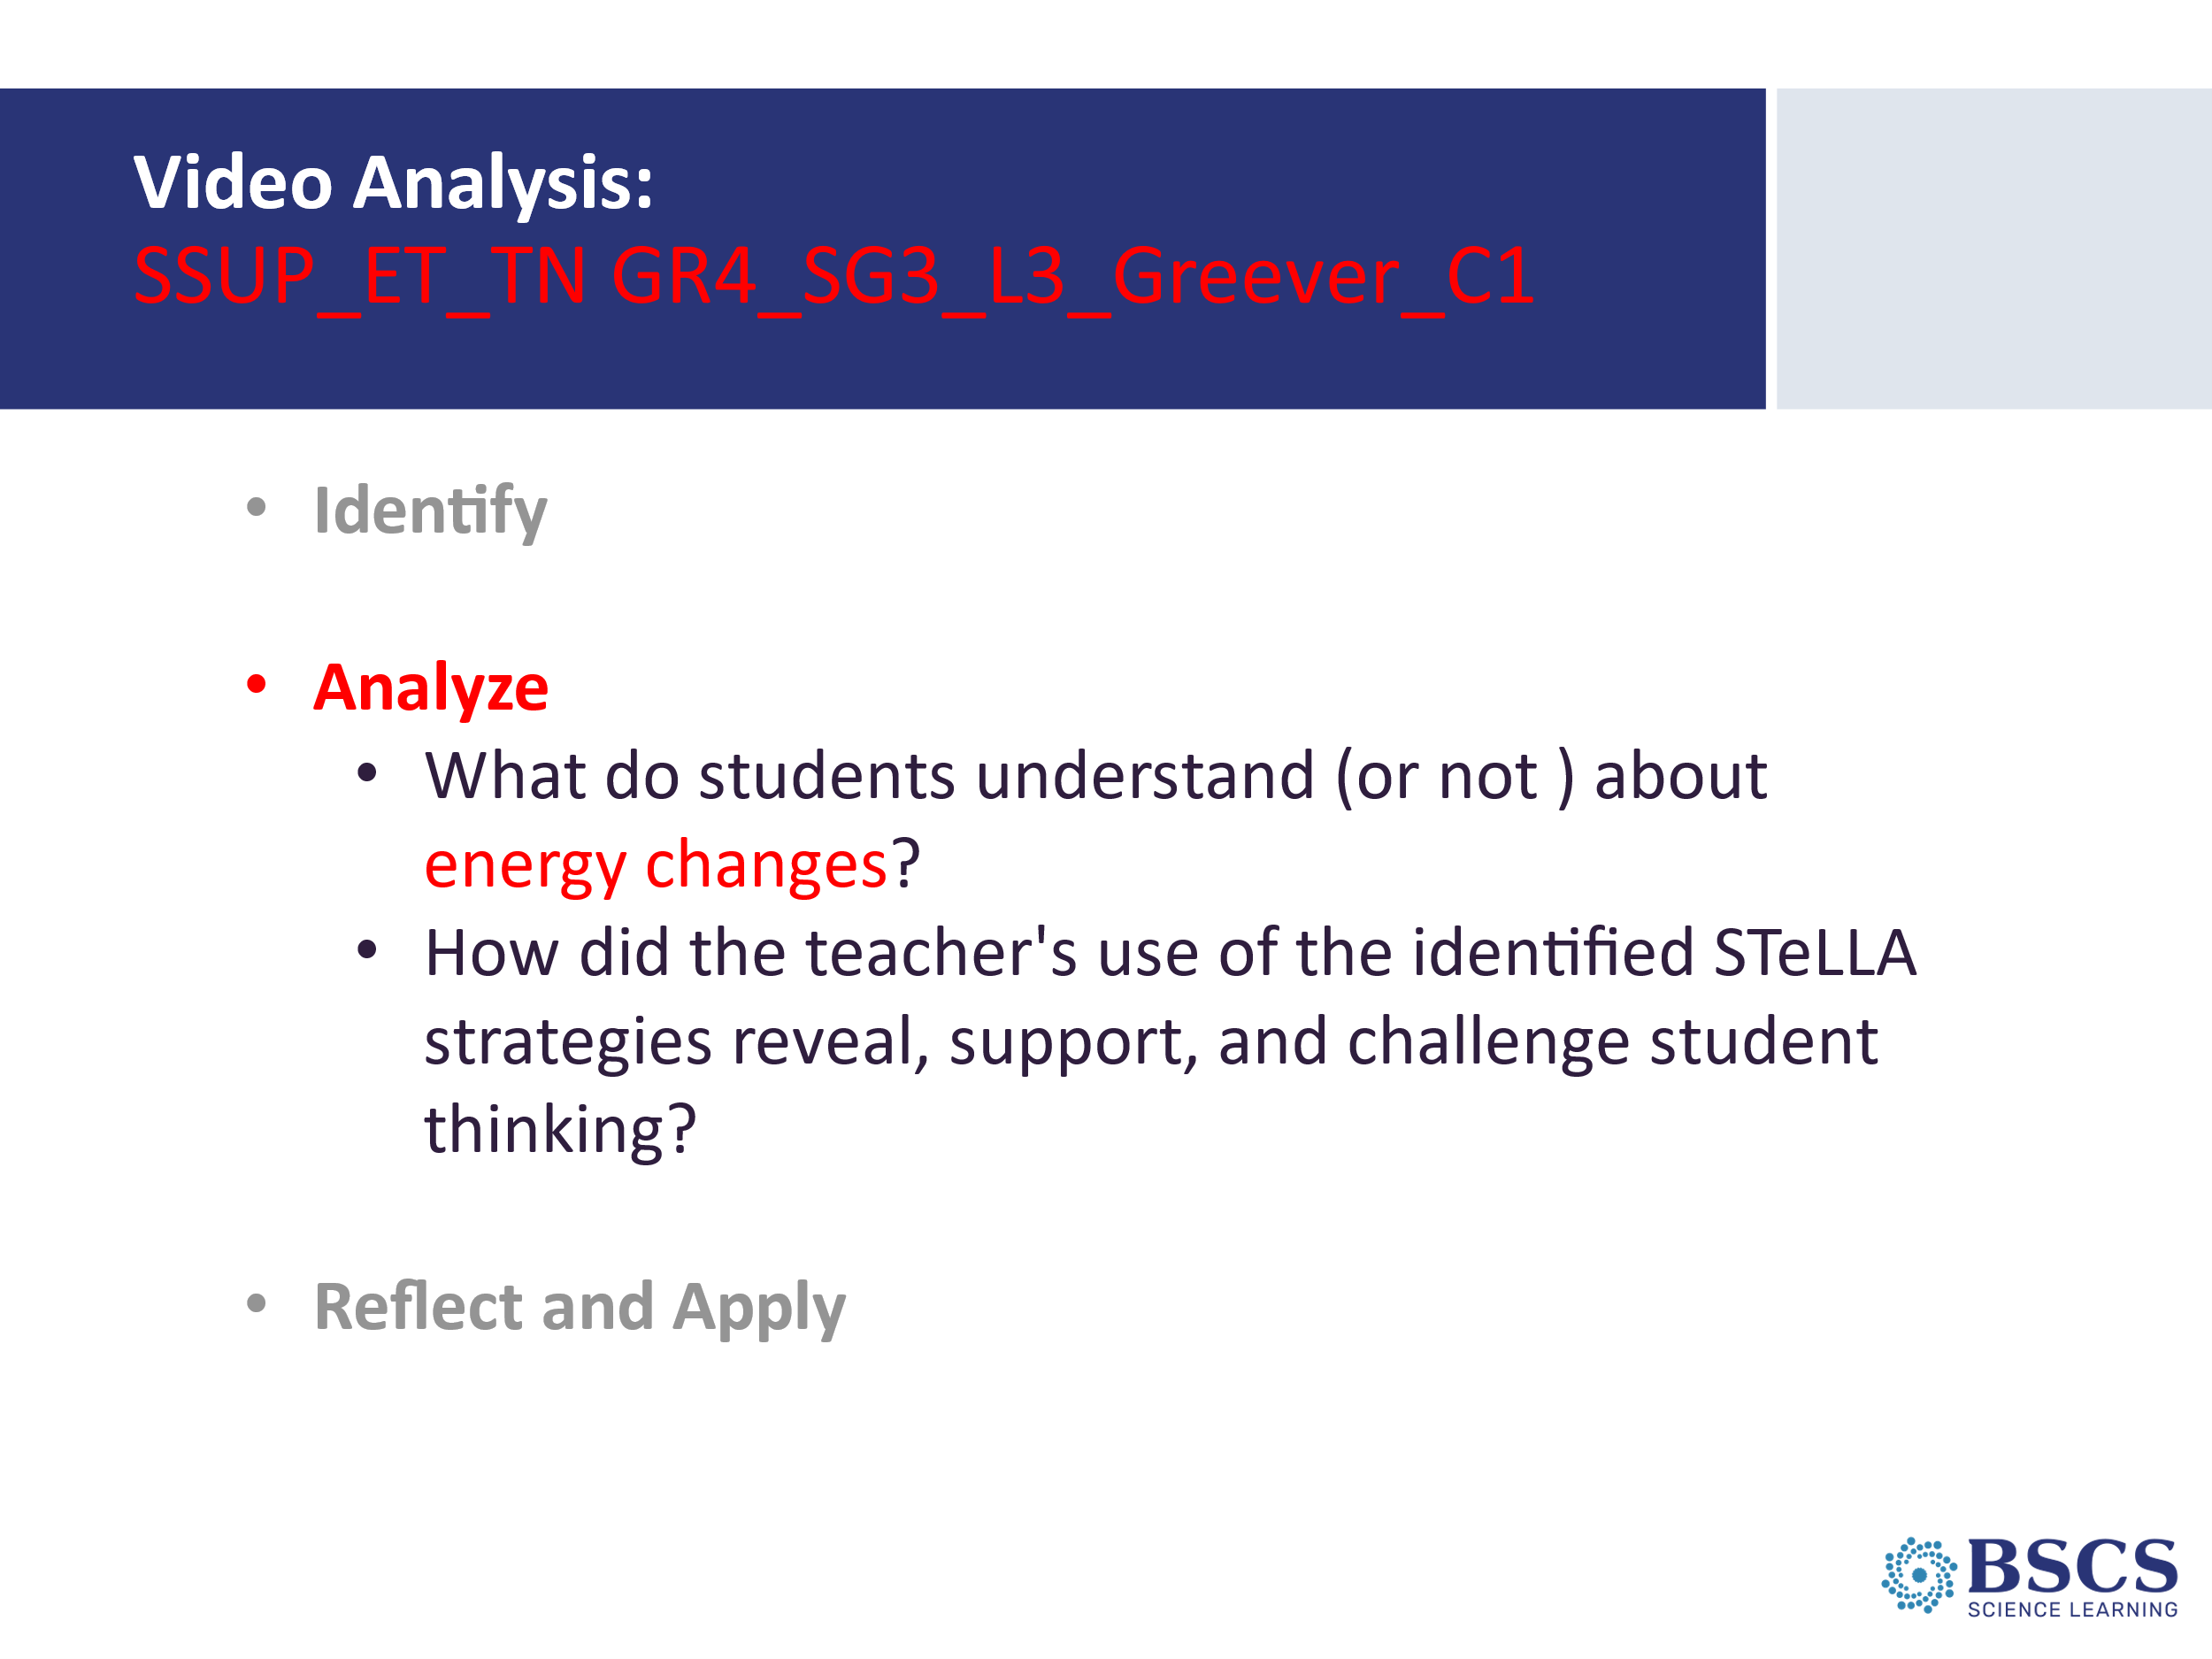 Video Analysis:
SSUP_ET_TN GR4_SG3_L3_Greever_C1
• Identify
• Analyze
• What do students understand (or not ) about
energy changes?
• How did the teacher's use of the identified STeLLA
strategies reveal, support, and challenge student
thinking?
• Reflect and Apply
BSCS
SCIENCE LEARNING